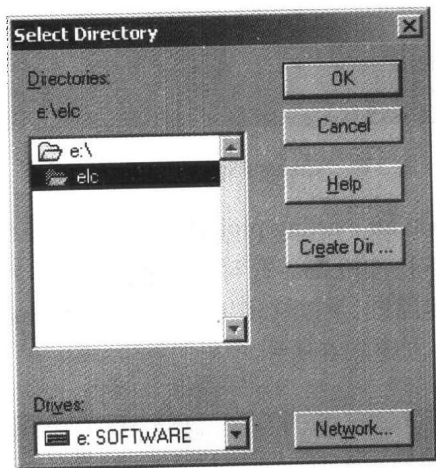 Select Directory
Directories:
e:\elc
e:\
elc
OK
Cancel
Help
Create Dir ...
Drives:
e: SOFTWARE
Network...